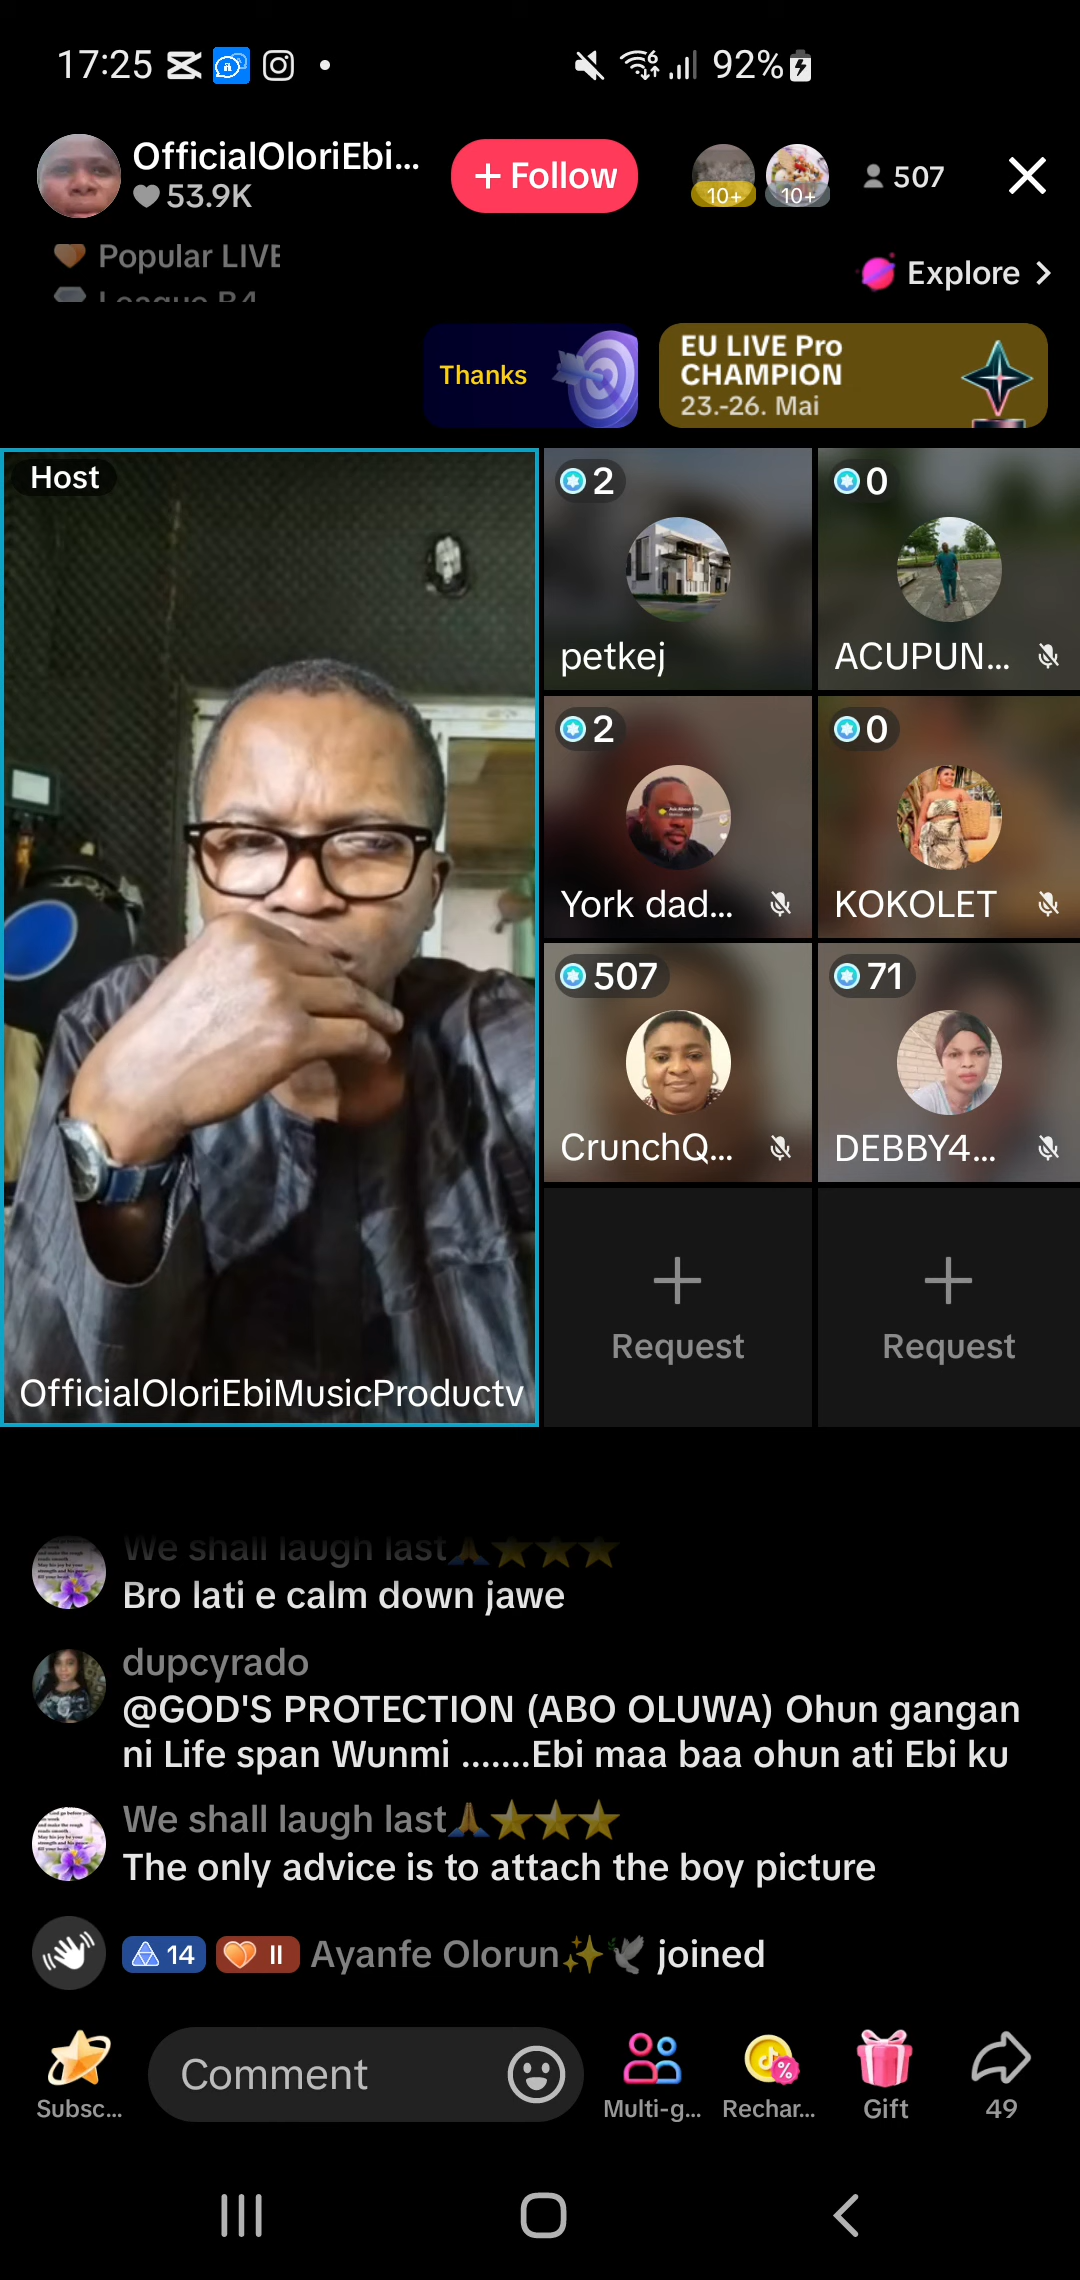 17:25
92%
OfficialOloriEbi...
53.9K
+ Follow
10+
10+
507
Popular LIVE
League B4
Explore >
Thanks
EU LIVE Pro
CHAMPION
23.-26. Mai
Host
2
petkej
0
ACUPUN...
2
York dad...
0
KOKOLET
507
CrunchQ...
71
DEBBY4...
Request
Request
OfficialOloriEbiMusicProductv
We shall laugh last🙏⭐⭐⭐
Bro lati e calm down jawe
dupcyrado
@GOD'S PROTECTION (ABO OLUWA) Ohun gangan
ni Life span Wunmi .......Ebi maa baa ohun ati Ebi ku
We shall laugh last🙏⭐⭐⭐
The only advice is to attach the boy picture
14 II Ayanfe Olorun✨🕊 joined
Comment
Subsc...
Multi-g...
Rechar...
Gift
49